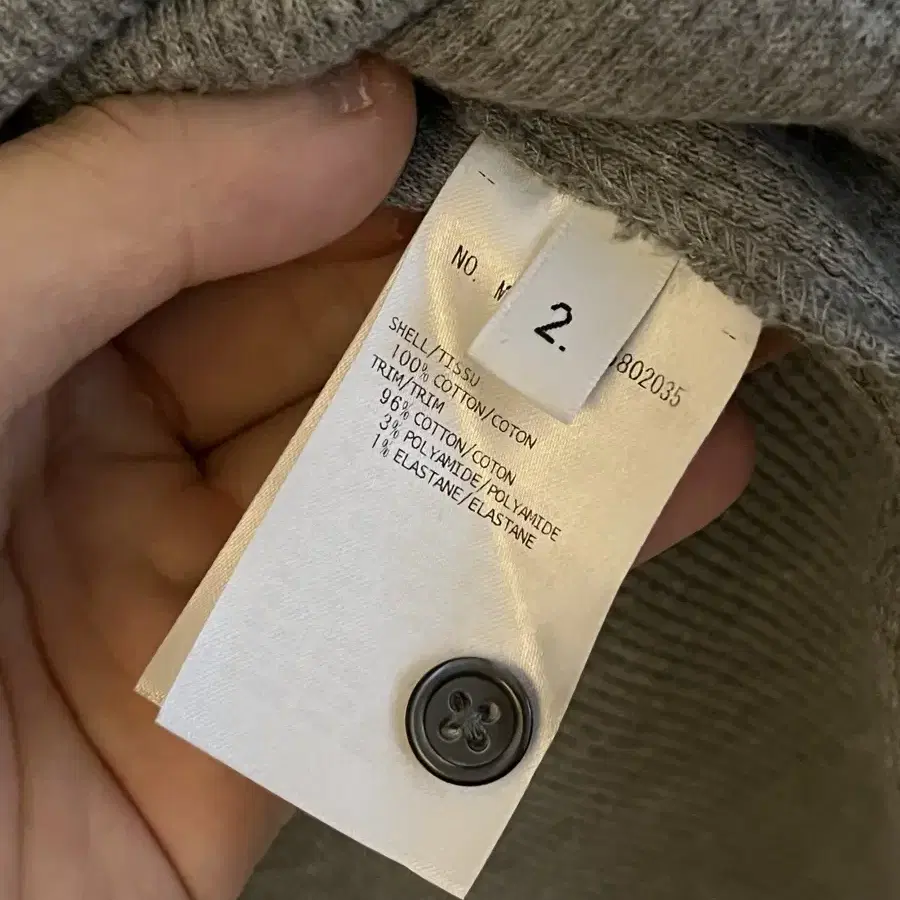 NO. M
2.
802035
SHELL/TISSU
100% COTTON/COTON
TRIM/TRIM
96% COTTON/COTON
3% POLYAMIDE/POLYAMIDE
1% ELASTANE/ELASTANE